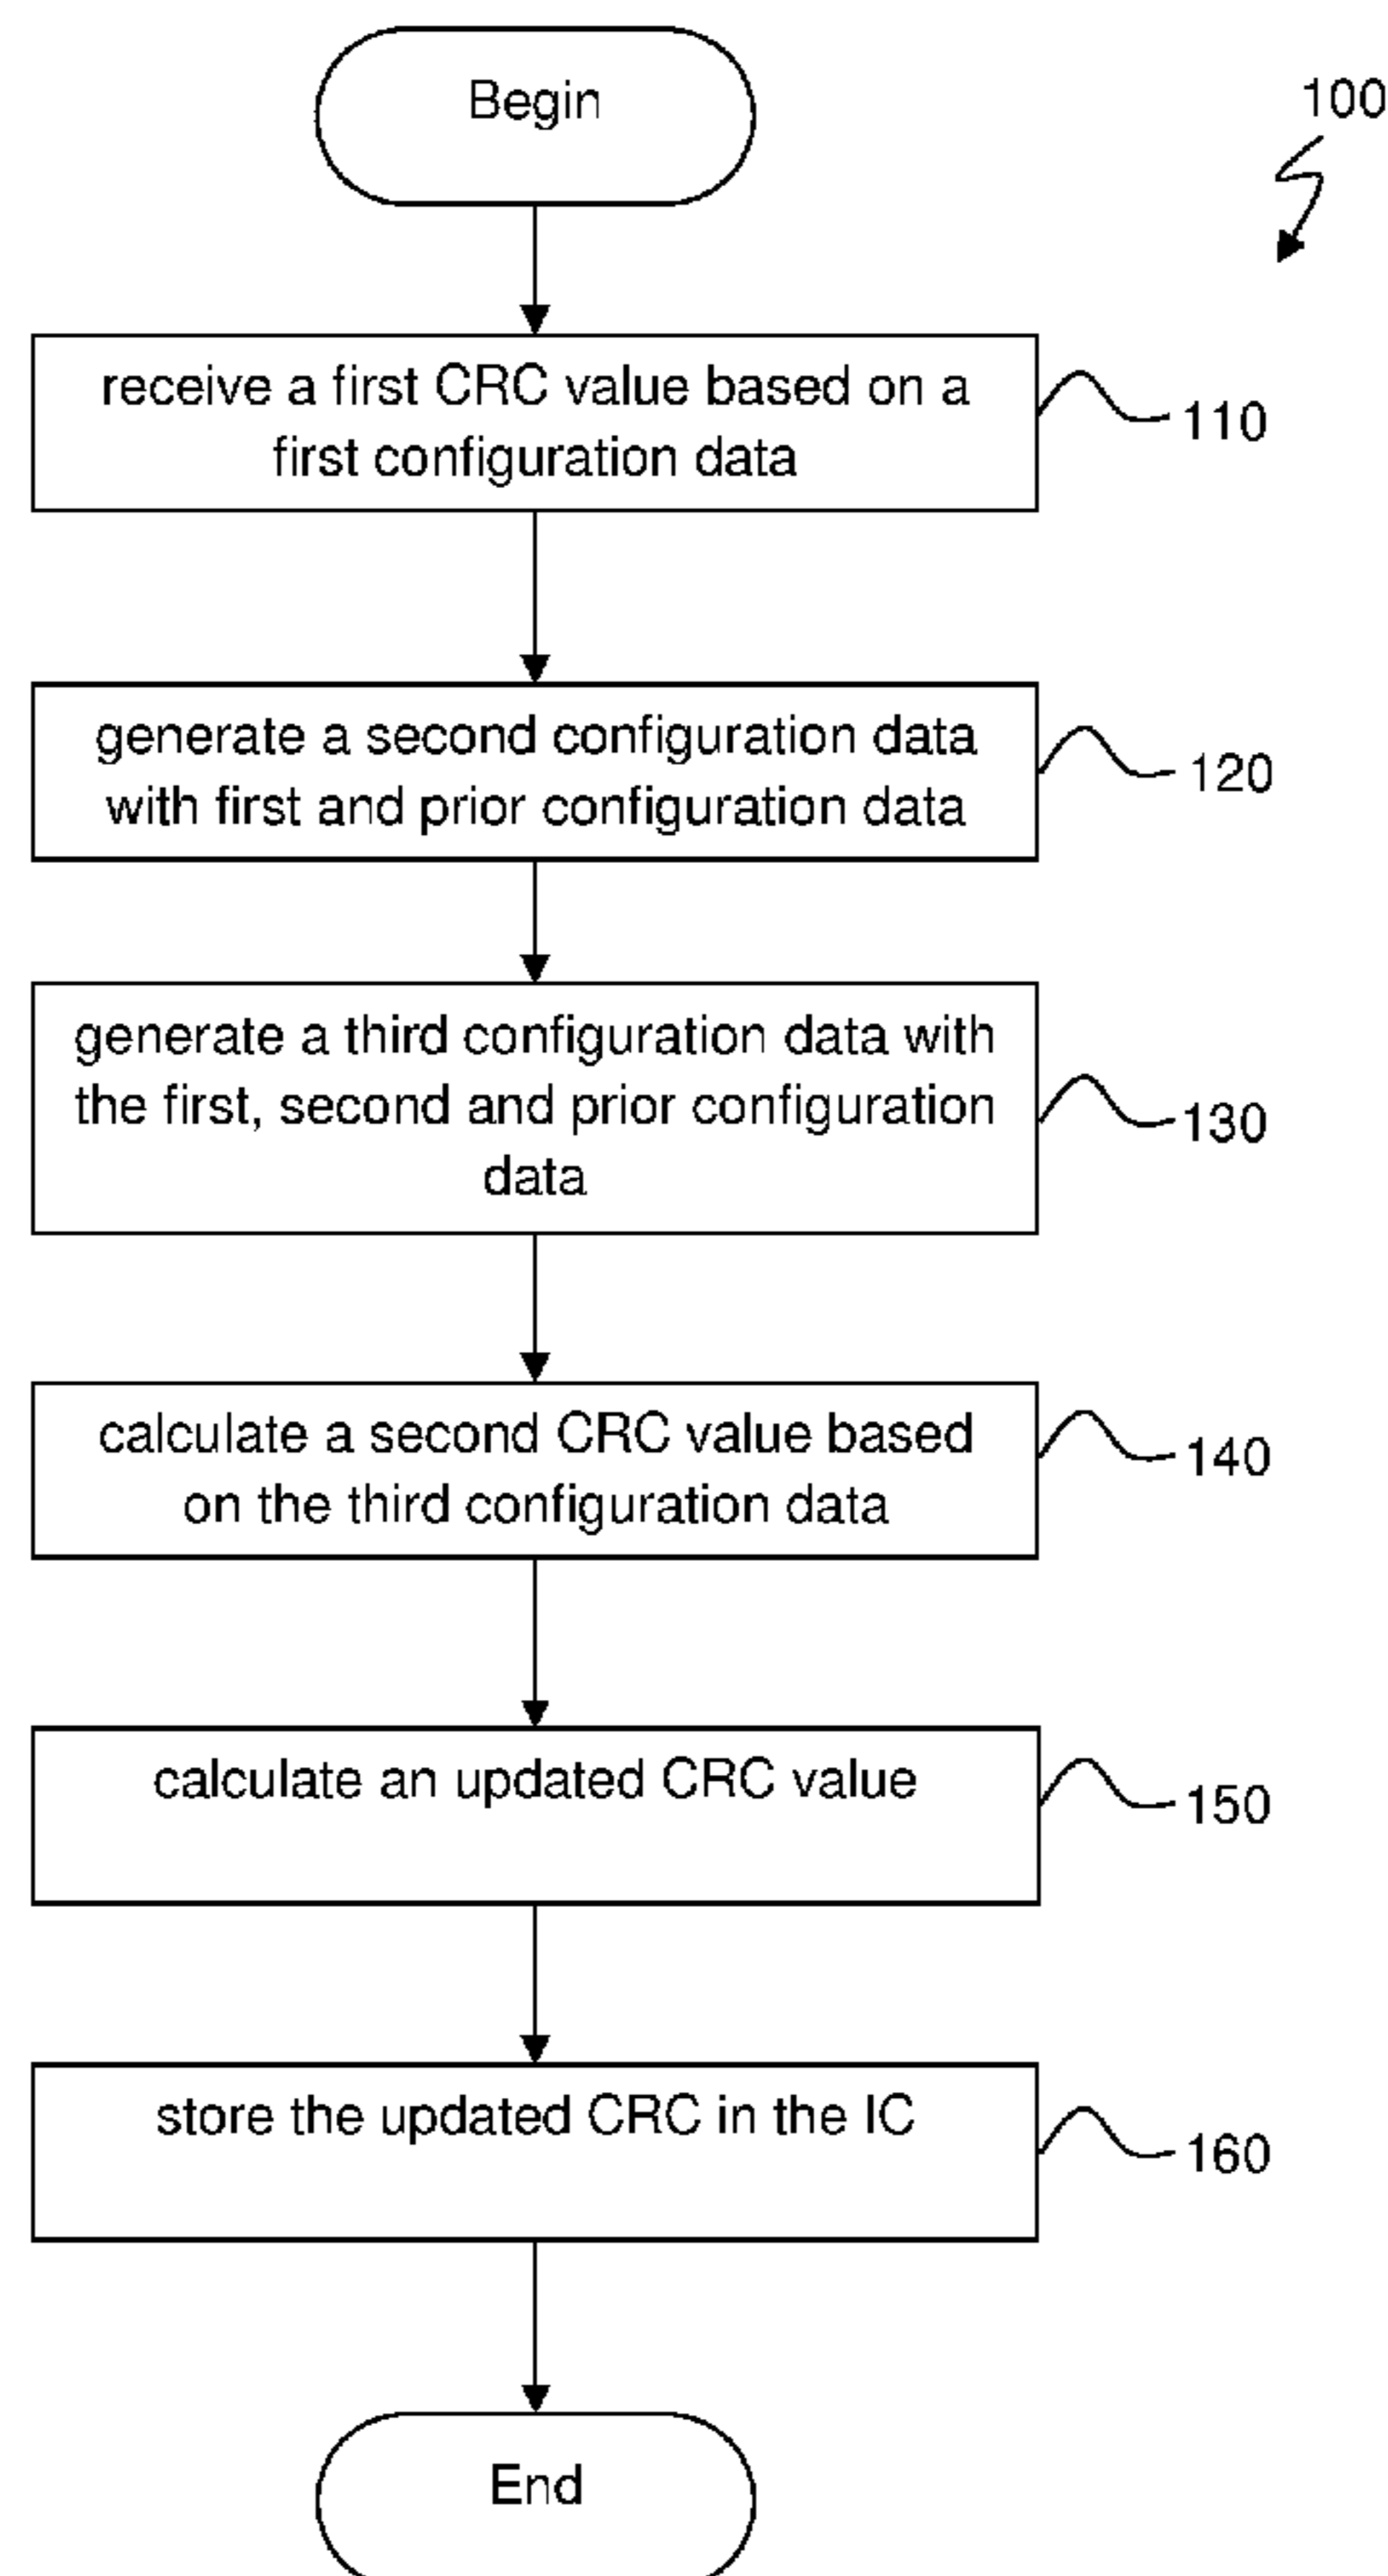 Begin
100
receive a first CRC value based on a
first configuration data
110
generate a second configuration data
with first and prior configuration data
120
generate a third configuration data with
the first, second and prior configuration
data
130
calculate a second CRC value based
on the third configuration data
140
calculate an updated CRC value
150
store the updated CRC in the IC
160
End